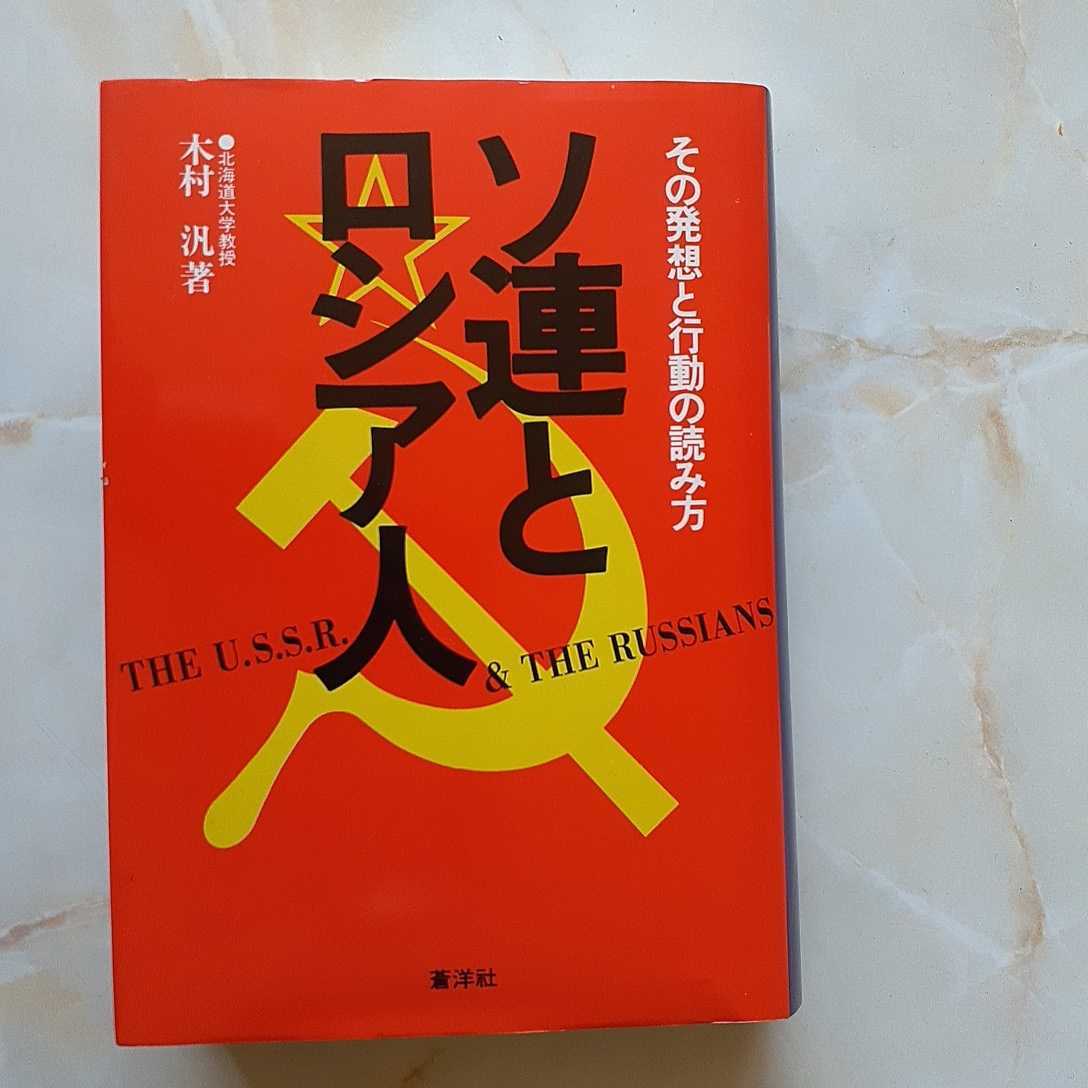 その発想と行動の読み方
ソ連と
ロシア人
●北海道大学教授
木村 汎著
THE U.S.S.R. & THE RUSSIANS
蒼洋社